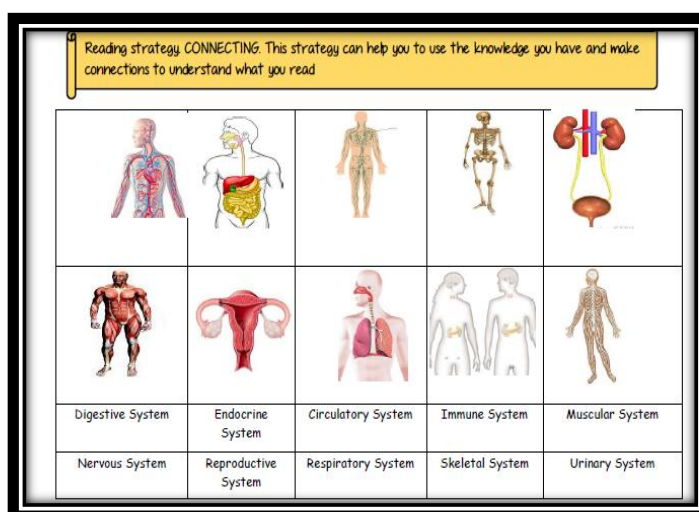 Reading strategy. CONNECTING. This strategy can help you to use the knowledge you have and make
connections to understand what you read
Digestive System
Endocrine
System
Circulatory System
Immune System
Muscular System
Nervous System
Reproductive
System
Respiratory System
Skeletal System
Urinary System